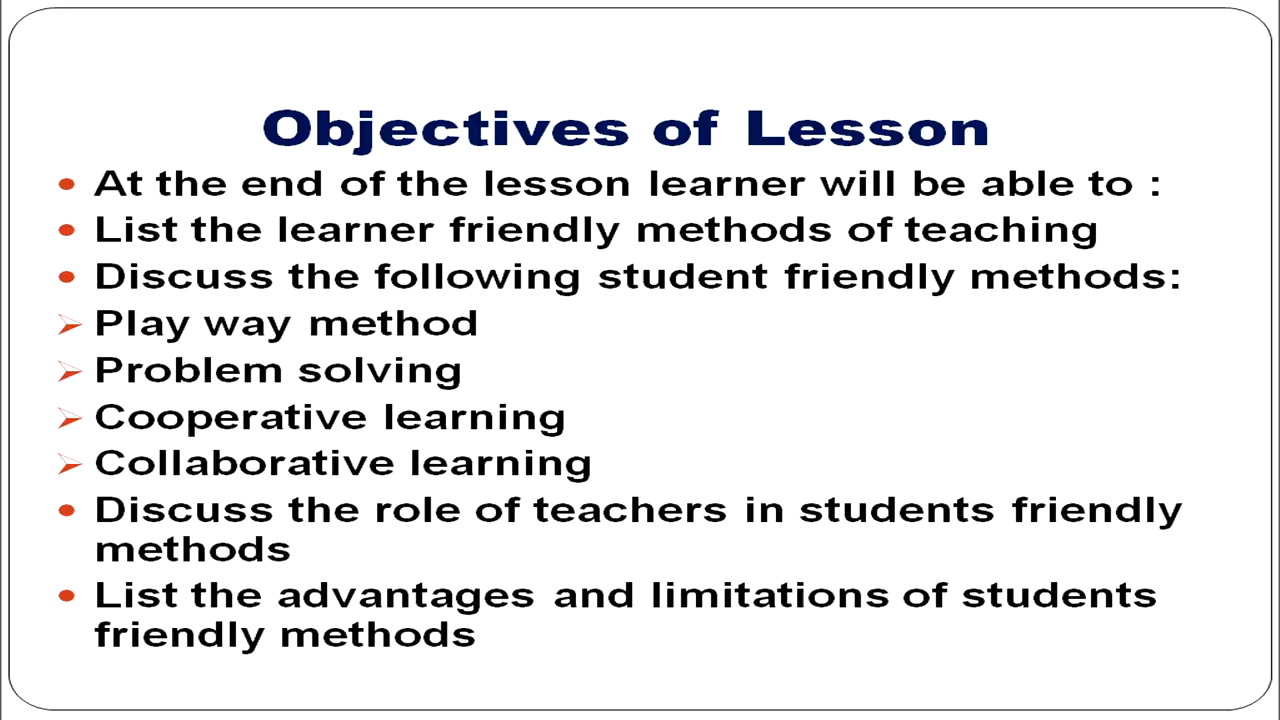 Objectives of Lesson
• At the end of the lesson learner will be able to :
• List the learner friendly methods of teaching
• Discuss the following student friendly methods:
➢ Play way method
➢ Problem solving
➢ Cooperative learning
➢ Collaborative learning
• Discuss the role of teachers in students friendly
methods
• List the advantages and limitations of students
friendly methods